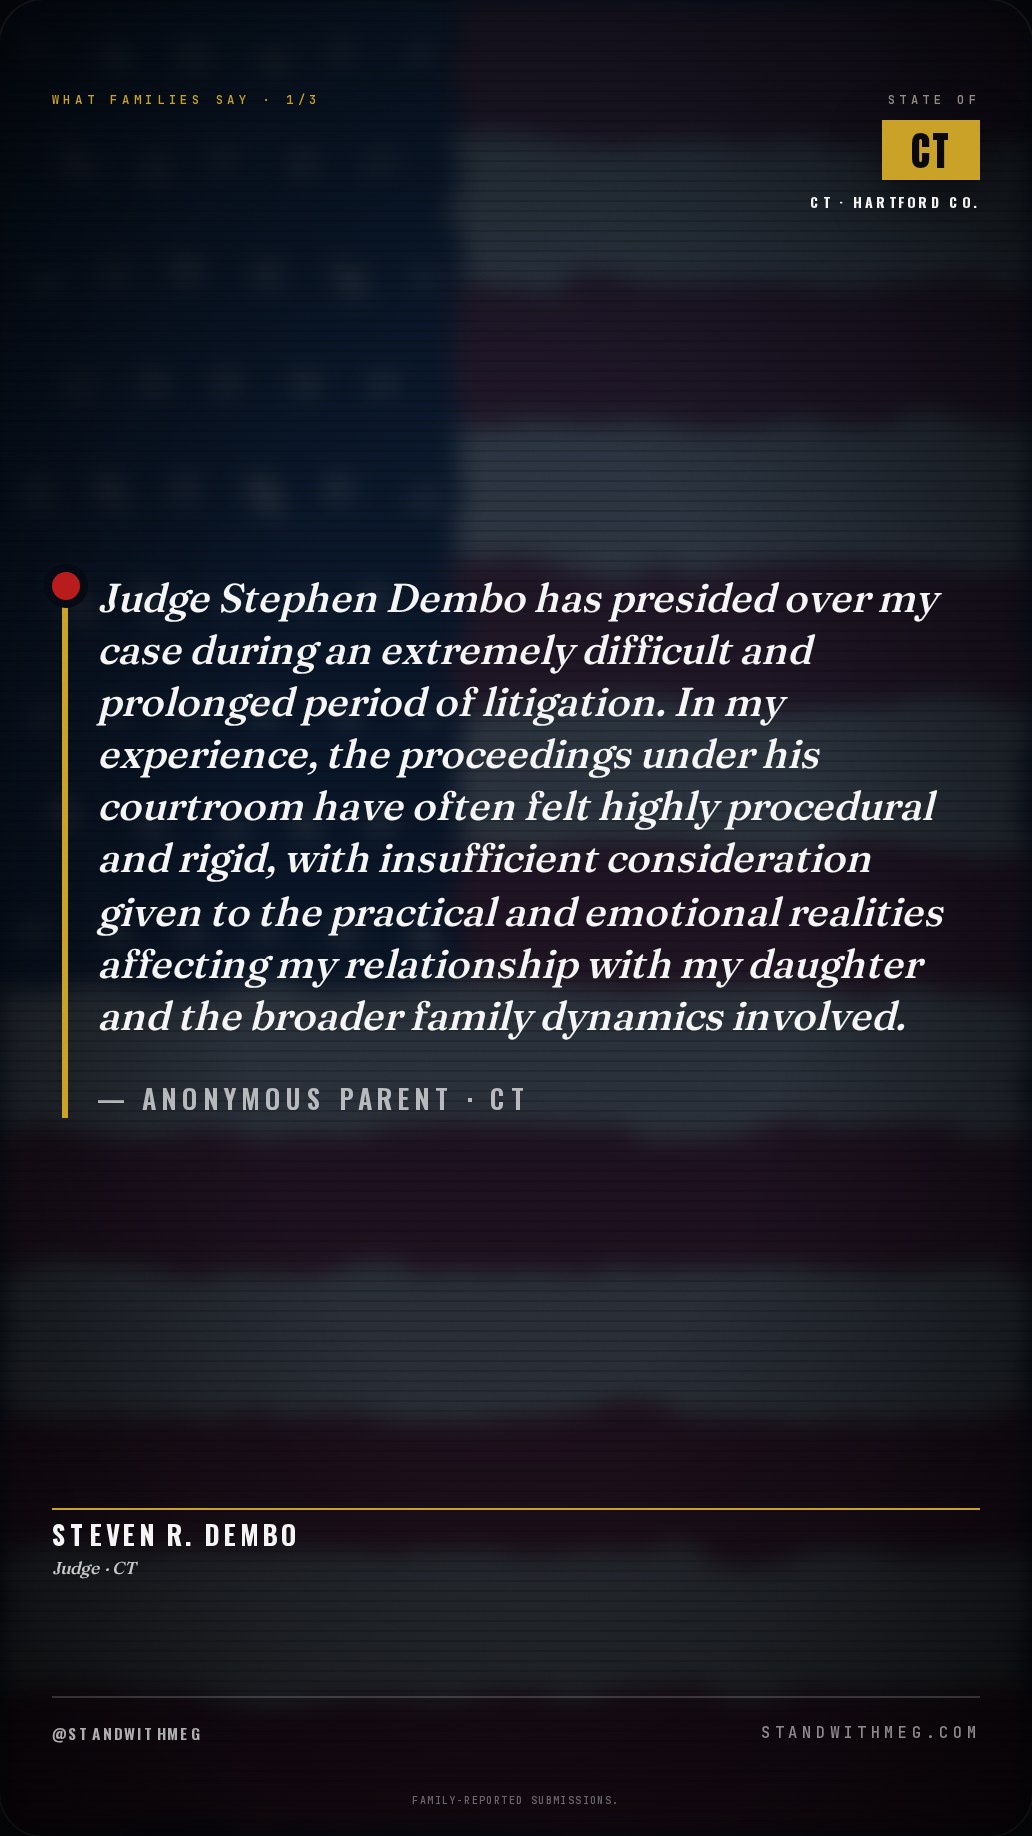 WHAT FAMILIES SAY · 1/3
STATE OF
CT
CT · HARTFORD CO.
Judge Stephen Dembo has presided over my
case during an extremely difficult and
prolonged period of litigation. In my
experience, the proceedings under his
courtroom have often felt highly procedural
and rigid, with insufficient consideration
given to the practical and emotional realities
affecting my relationship with my daughter
and the broader family dynamics involved.
— ANONYMOUS PARENT · CT
STEVEN R. DEMBO
Judge · CT
@STANDWITHMEG
STANDWITHMEG.COM
FAMILY-REPORTED SUBMISSIONS.